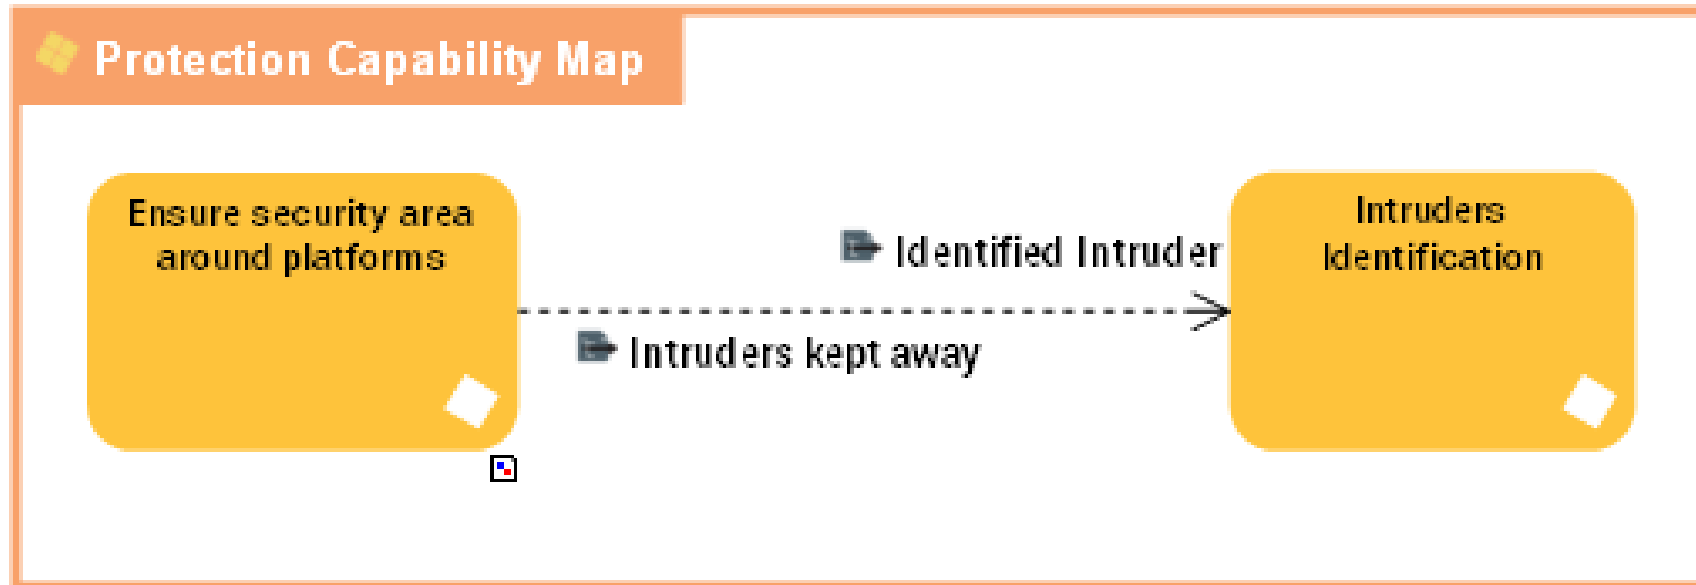 Protection Capability Map
Ensure security area
around platforms
Identified Intruder
Intruders kept away
Intruders
Identification